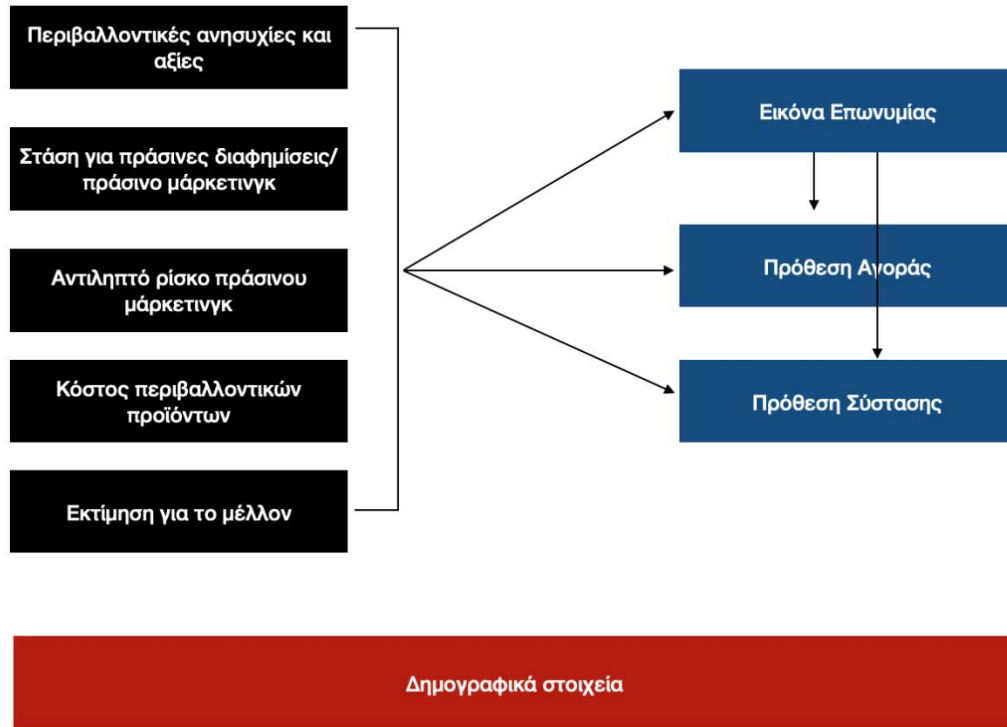 Περιβαλλοντικές ανησυχίες και
αξίες
Στάση για πράσινες διαφημίσεις/
πράσινο μάρκετινγκ
Αντιληπτό ρίσκο πράσινου
μάρκετινγκ
Κόστος περιβαλλοντικών
προϊόντων
Εκτίμηση για το μέλλον
Εικόνα Επωνυμίας
Πρόθεση Αγοράς
Πρόθεση Σύστασης
Δημογραφικά στοιχεία